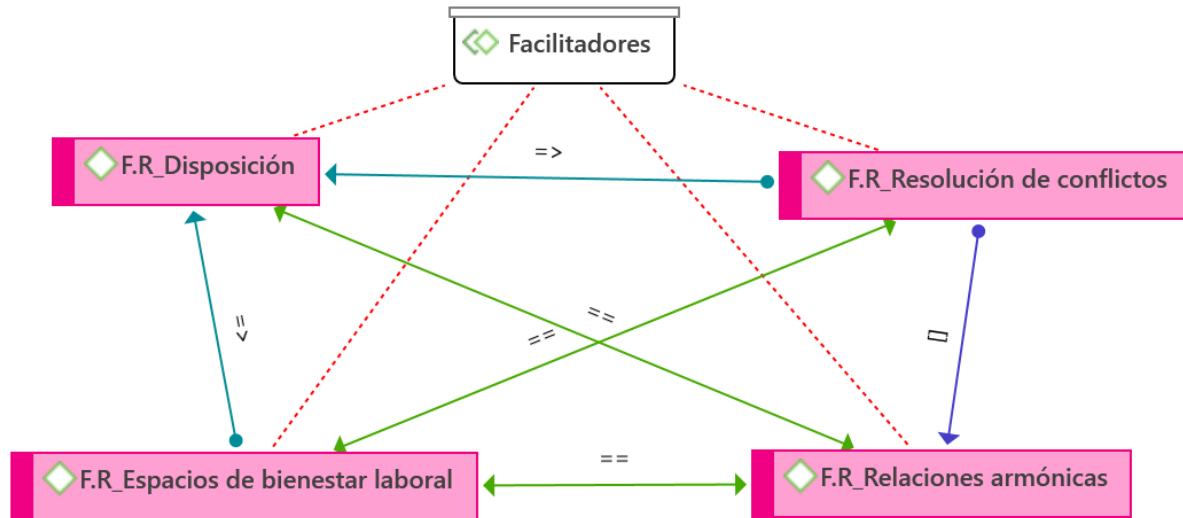 Facilitadores
F.R_Disposición
=>
F.R_Resolución de conflictos
=>
==
==
[]
F.R_Espacios de bienestar laboral
==
F.R_Relaciones armónicas